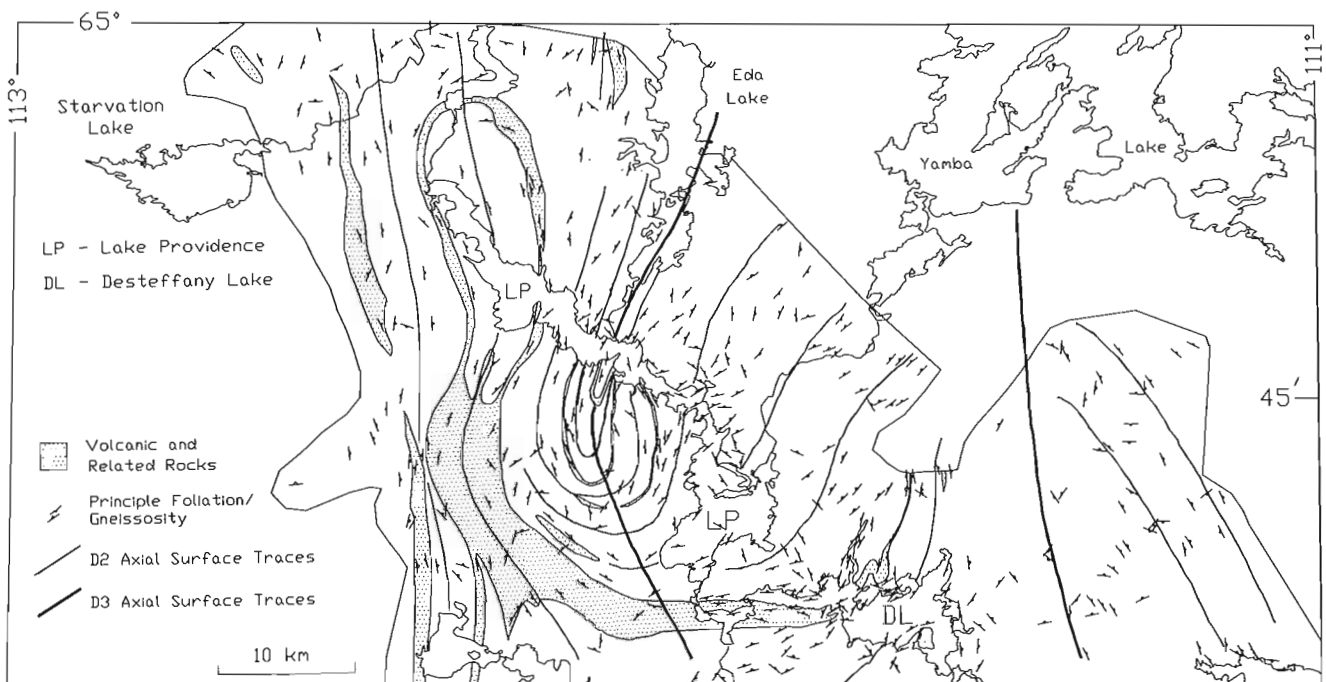 65°
113°
111°
Starvation
Lake
Eda
Lake
Yamba
Lake
LP - Lake Providence
DL - Desteffany Lake
LP
45'
Volcanic and
Related Rocks
Principle Foliation/
Gneissosity
LP
D2 Axial Surface Traces
D3 Axial Surface Traces
DL
10 km